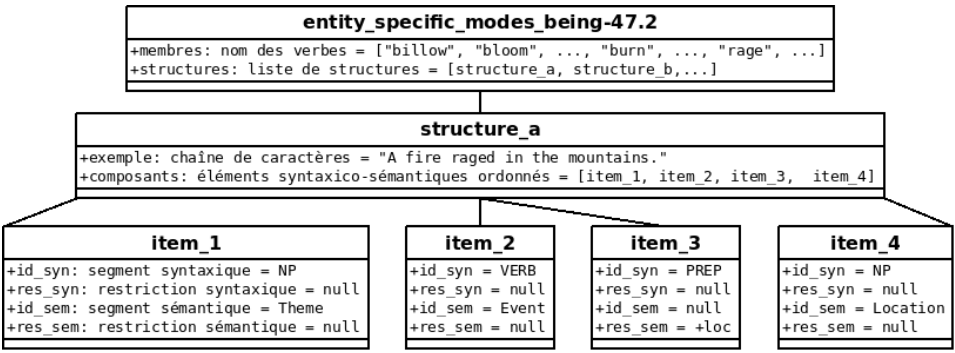 entity_specific_modes_being-47.2
+membres: nom des verbes = ["billow", "bloom", ..., "burn", ..., "rage", ...]
+structures: liste de structures = [structure_a, structure_b,...]
structure_a
+exemple: chaîne de caractères = "A fire raged in the mountains."
+composants: éléments syntaxico-sémantiques ordonnés = [item_1, item_2, item_3,  item_4]
item_1
+id_syn: segment syntaxique = NP
+res_syn: restriction syntaxique = null
+id_sem: segment sémantique = Theme
+res_sem: restriction sémantique = null
item_2
+id_syn = VERB
+res_syn: = null
+id_sem = Event
+res_sem = null
item_3
+id_syn = PREP
+res_syn: = null
+id_sem = null
+res_sem = +loc
item_4
+id_syn = NP
+res_syn: = null
+id_sem = Location
+res_sem = null